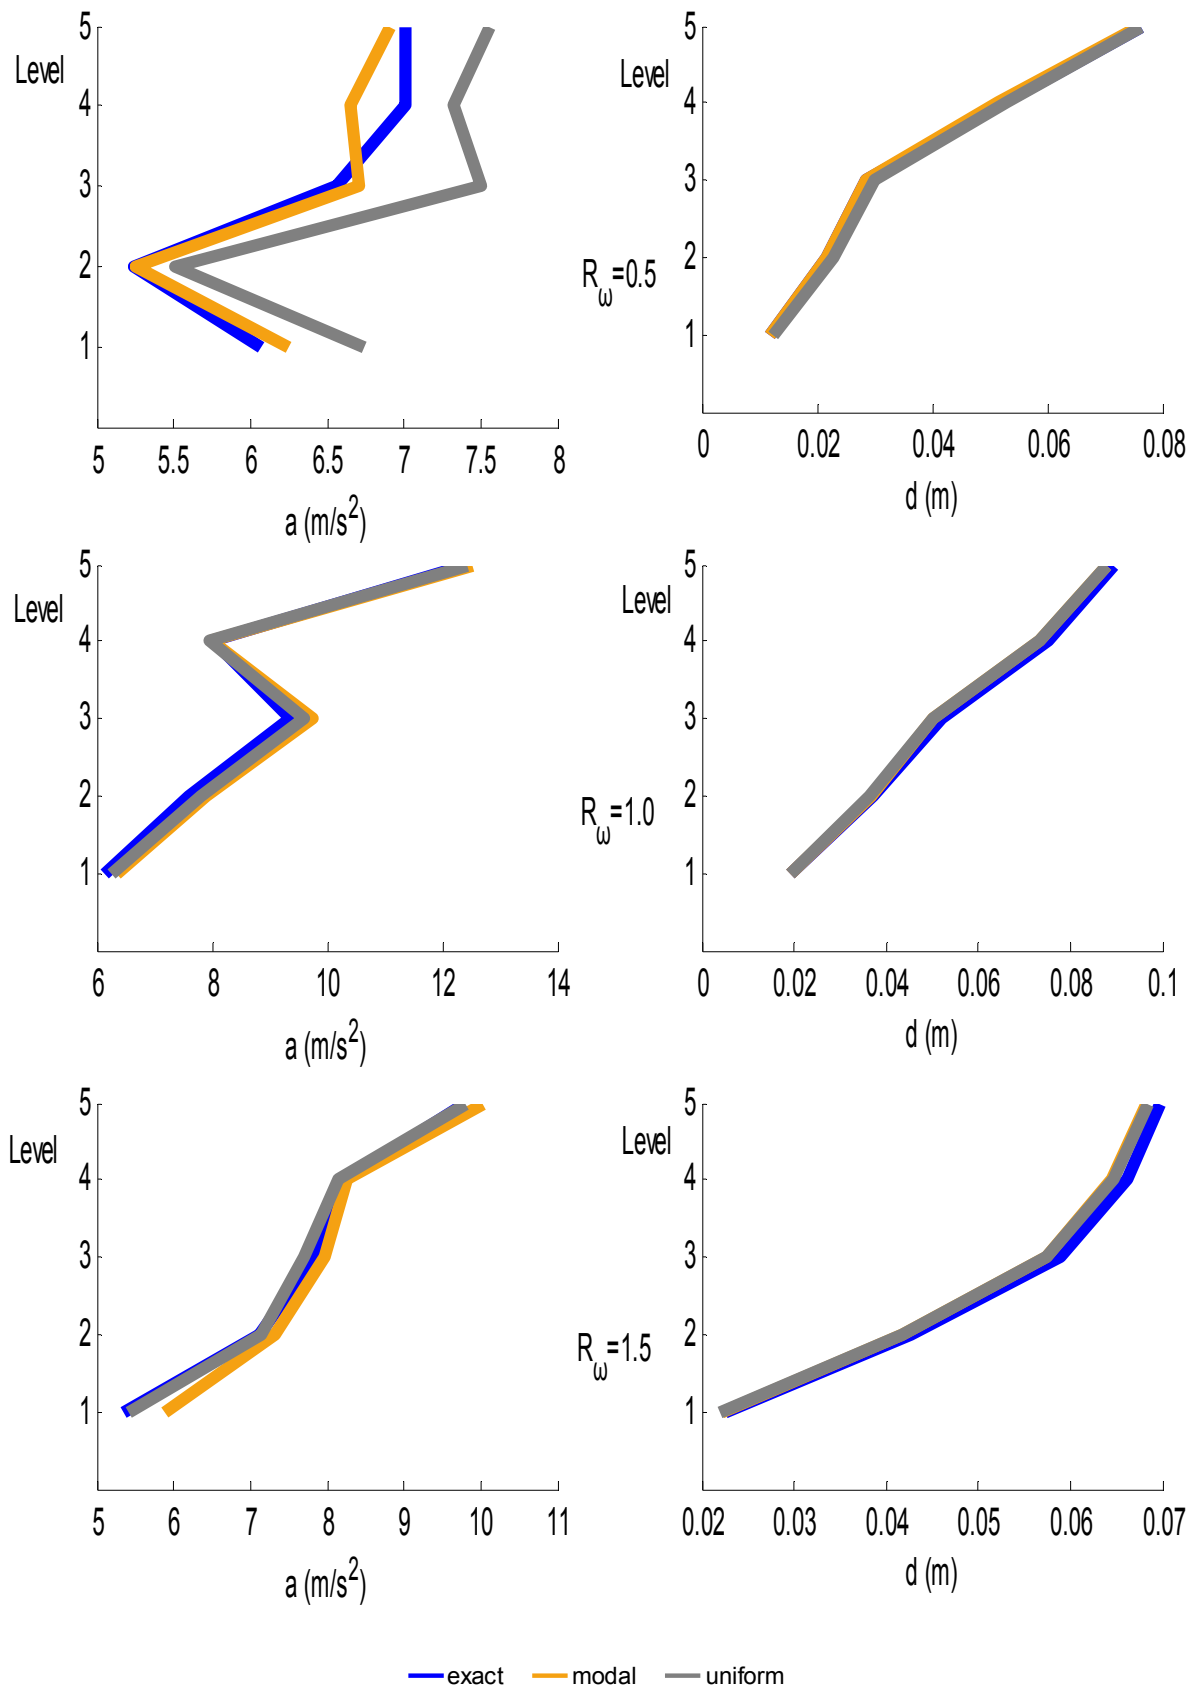 5
Level
4
3
2
1
5 5.5 6 6.5 7 7.5 8
a (m/s²)
R_ω=0.5
5
Level
4
3
2
1
0 0.02 0.04 0.06 0.08
d (m)
5
Level
4
3
2
1
6 8 10 12 14
a (m/s²)
R_ω=1.0
5
Level
4
3
2
1
0 0.02 0.04 0.06 0.08 0.1
d (m)
5
Level
4
3
2
1
5 6 7 8 9 10 11
a (m/s²)
R_ω=1.5
5
Level
4
3
2
1
0.02 0.03 0.04 0.05 0.06 0.07
d (m)
exact modal uniform